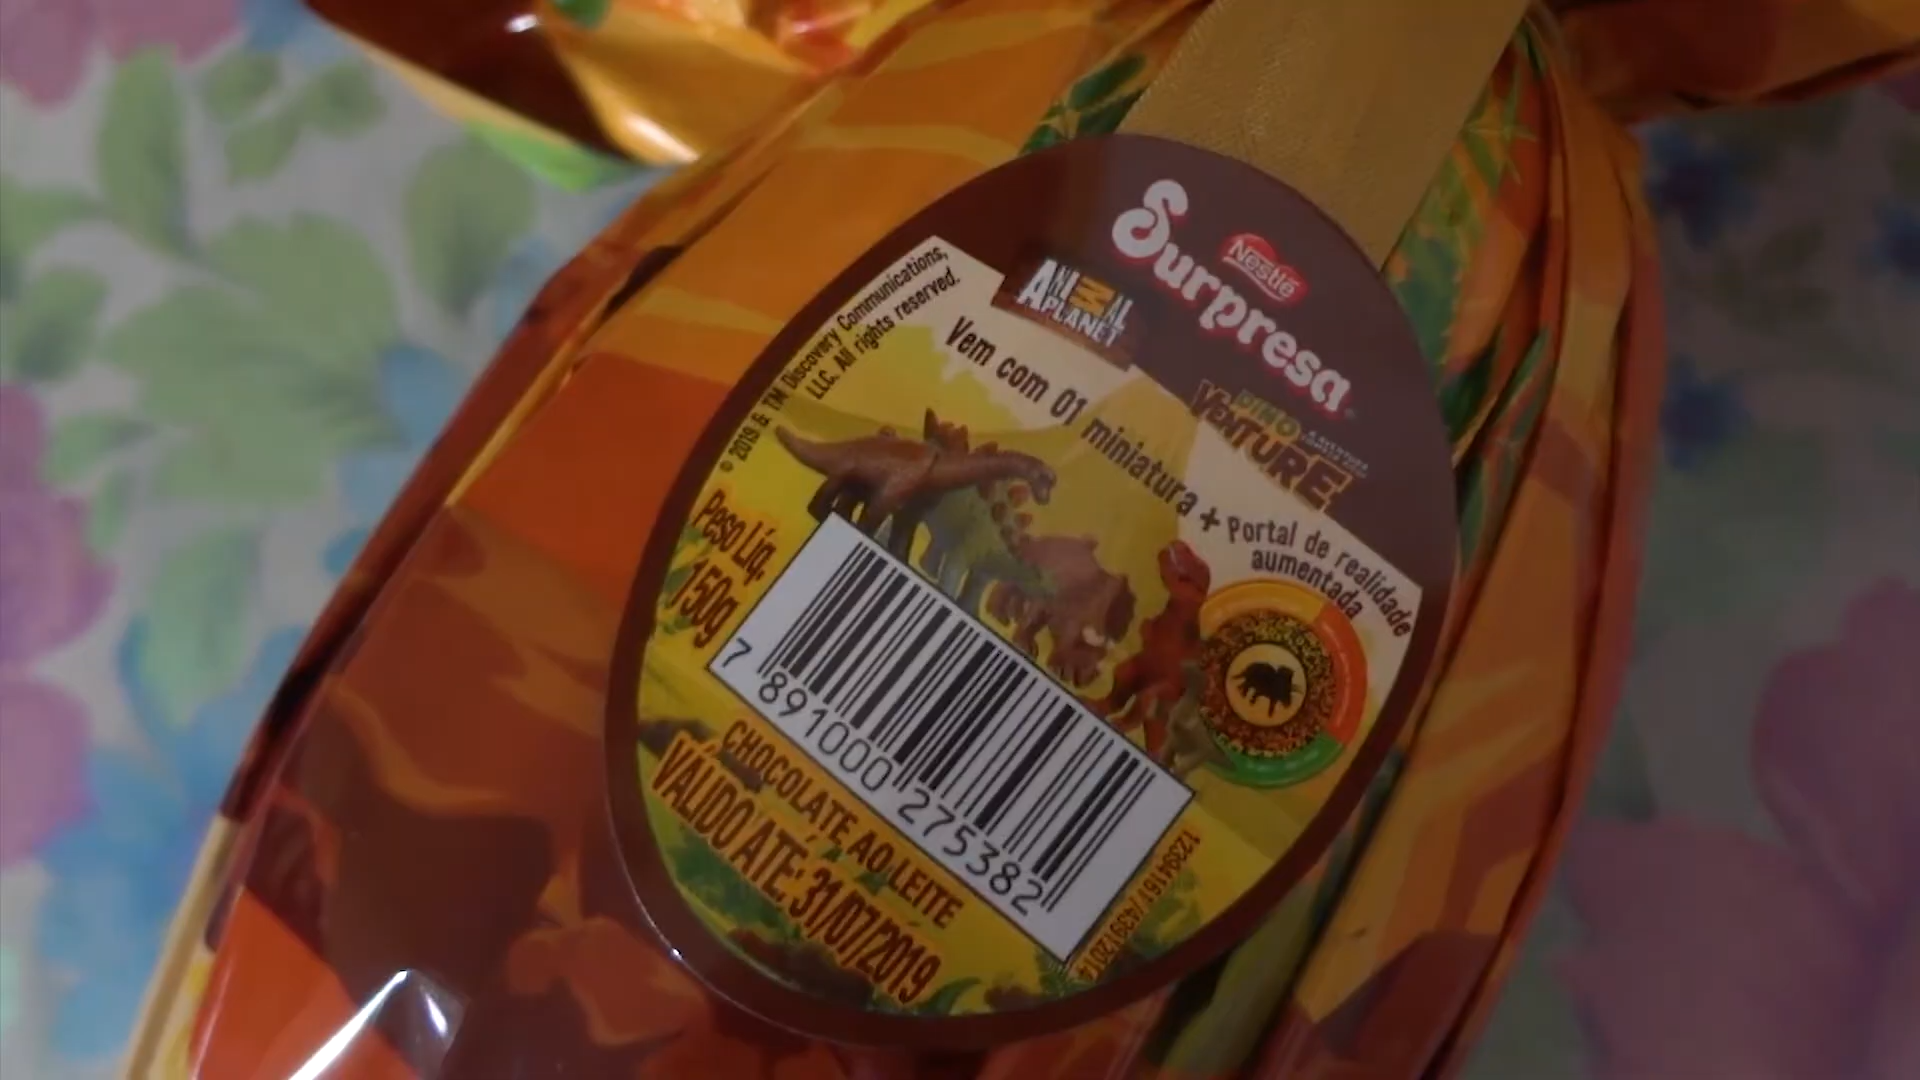 Nestlé
Surpresa
ANIMAL
PLANET
DINO
VENTURE
© 2019 & TM Discovery Communications,
LLC. All rights reserved.
Vem com 01 miniatura + Portal de realidade
aumentada
Peso Líq.
150g
7 891000 275382
CHOCOLATE AO LEITE
VÁLIDO ATÉ: 31/07/2019